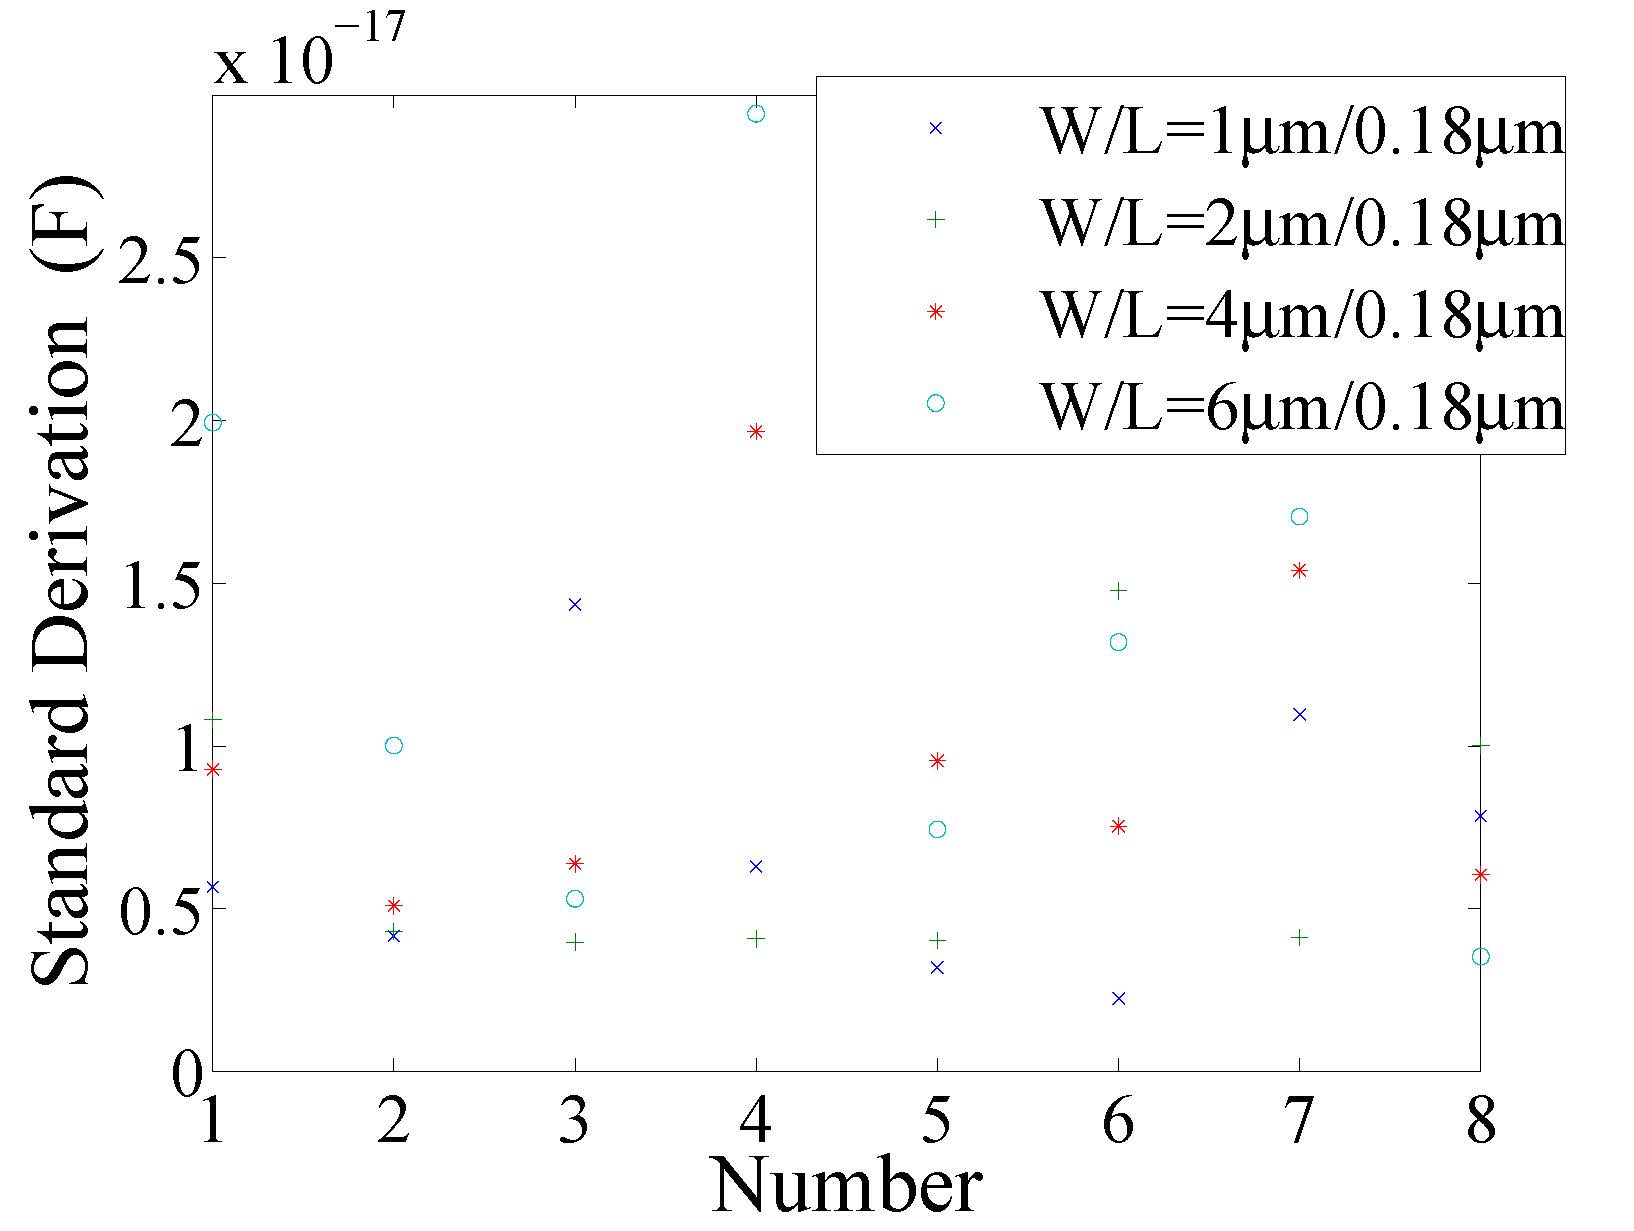 x 10⁻¹⁷
W/L=1μm/0.18μm
W/L=2μm/0.18μm
W/L=4μm/0.18μm
W/L=6μm/0.18μm
Standard Derivation (F)
2.5
2
1.5
1
0.5
0
1 2 3 4 5 6 7 8
Number